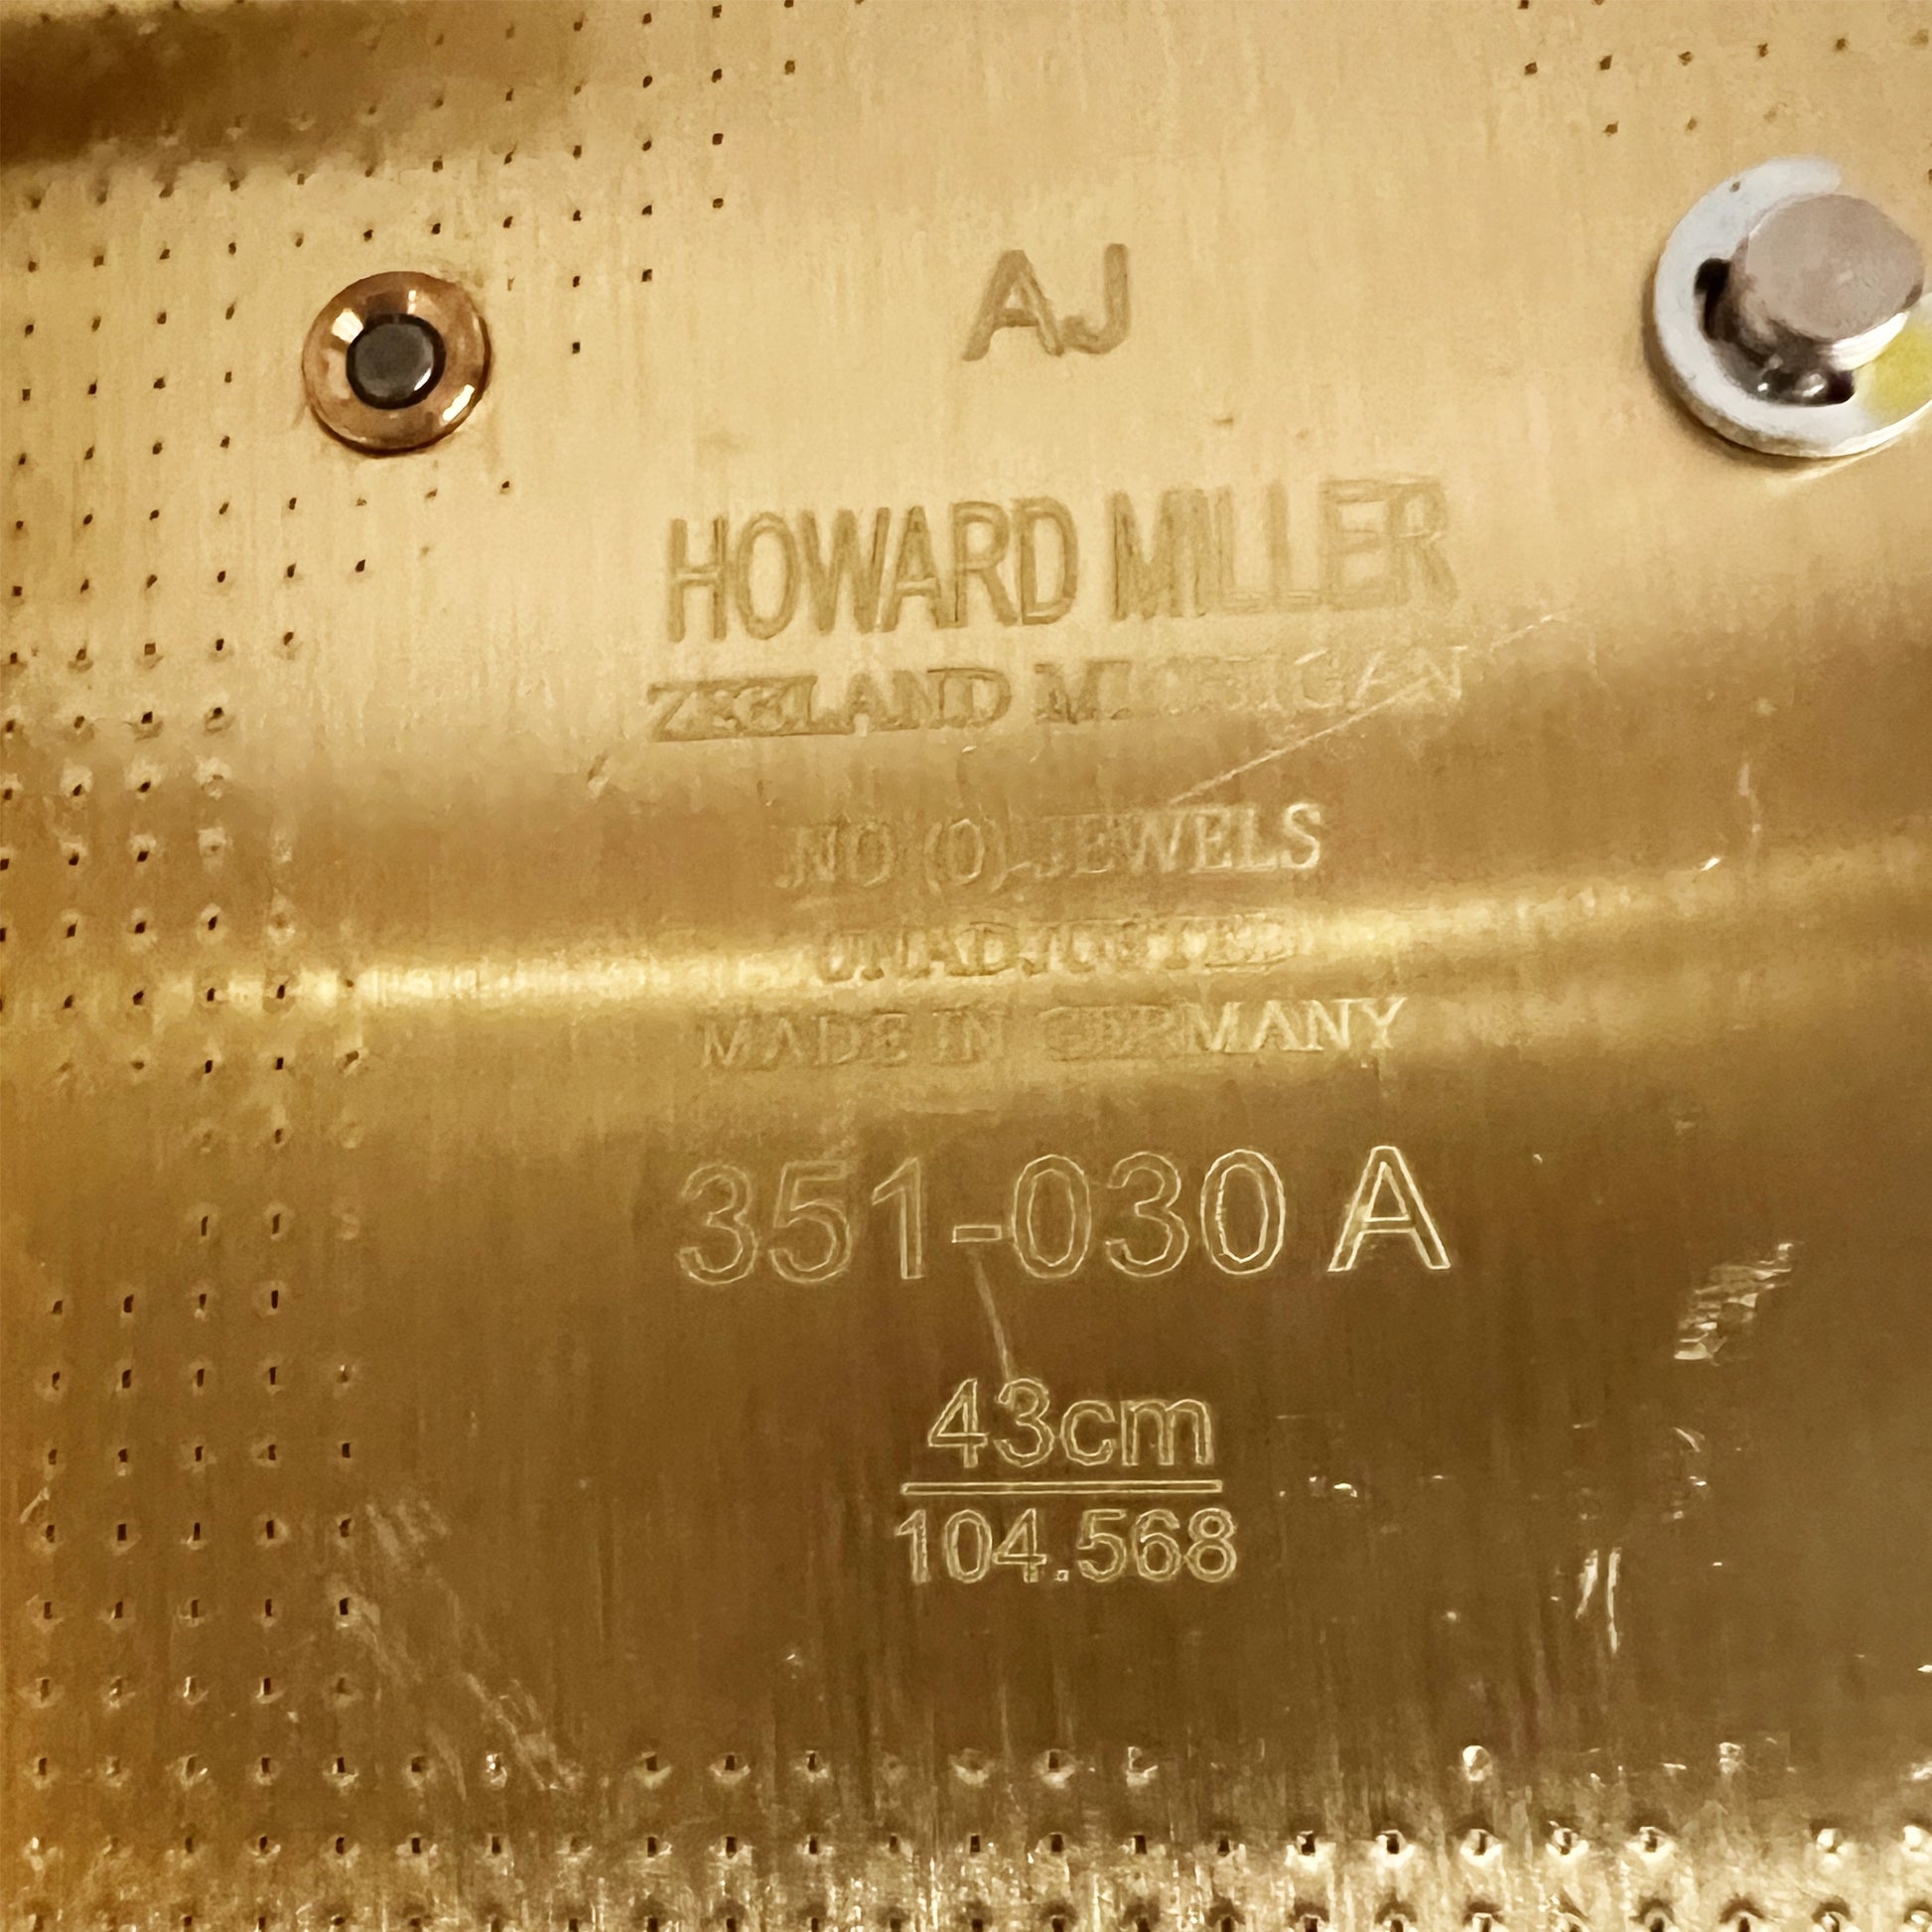 AJ
HOWARD MILLER
ZEELAND MICHIGAN
NO (0) JEWELS
UNADJUSTED
MADE IN GERMANY
351-030 A
43cm
104.568